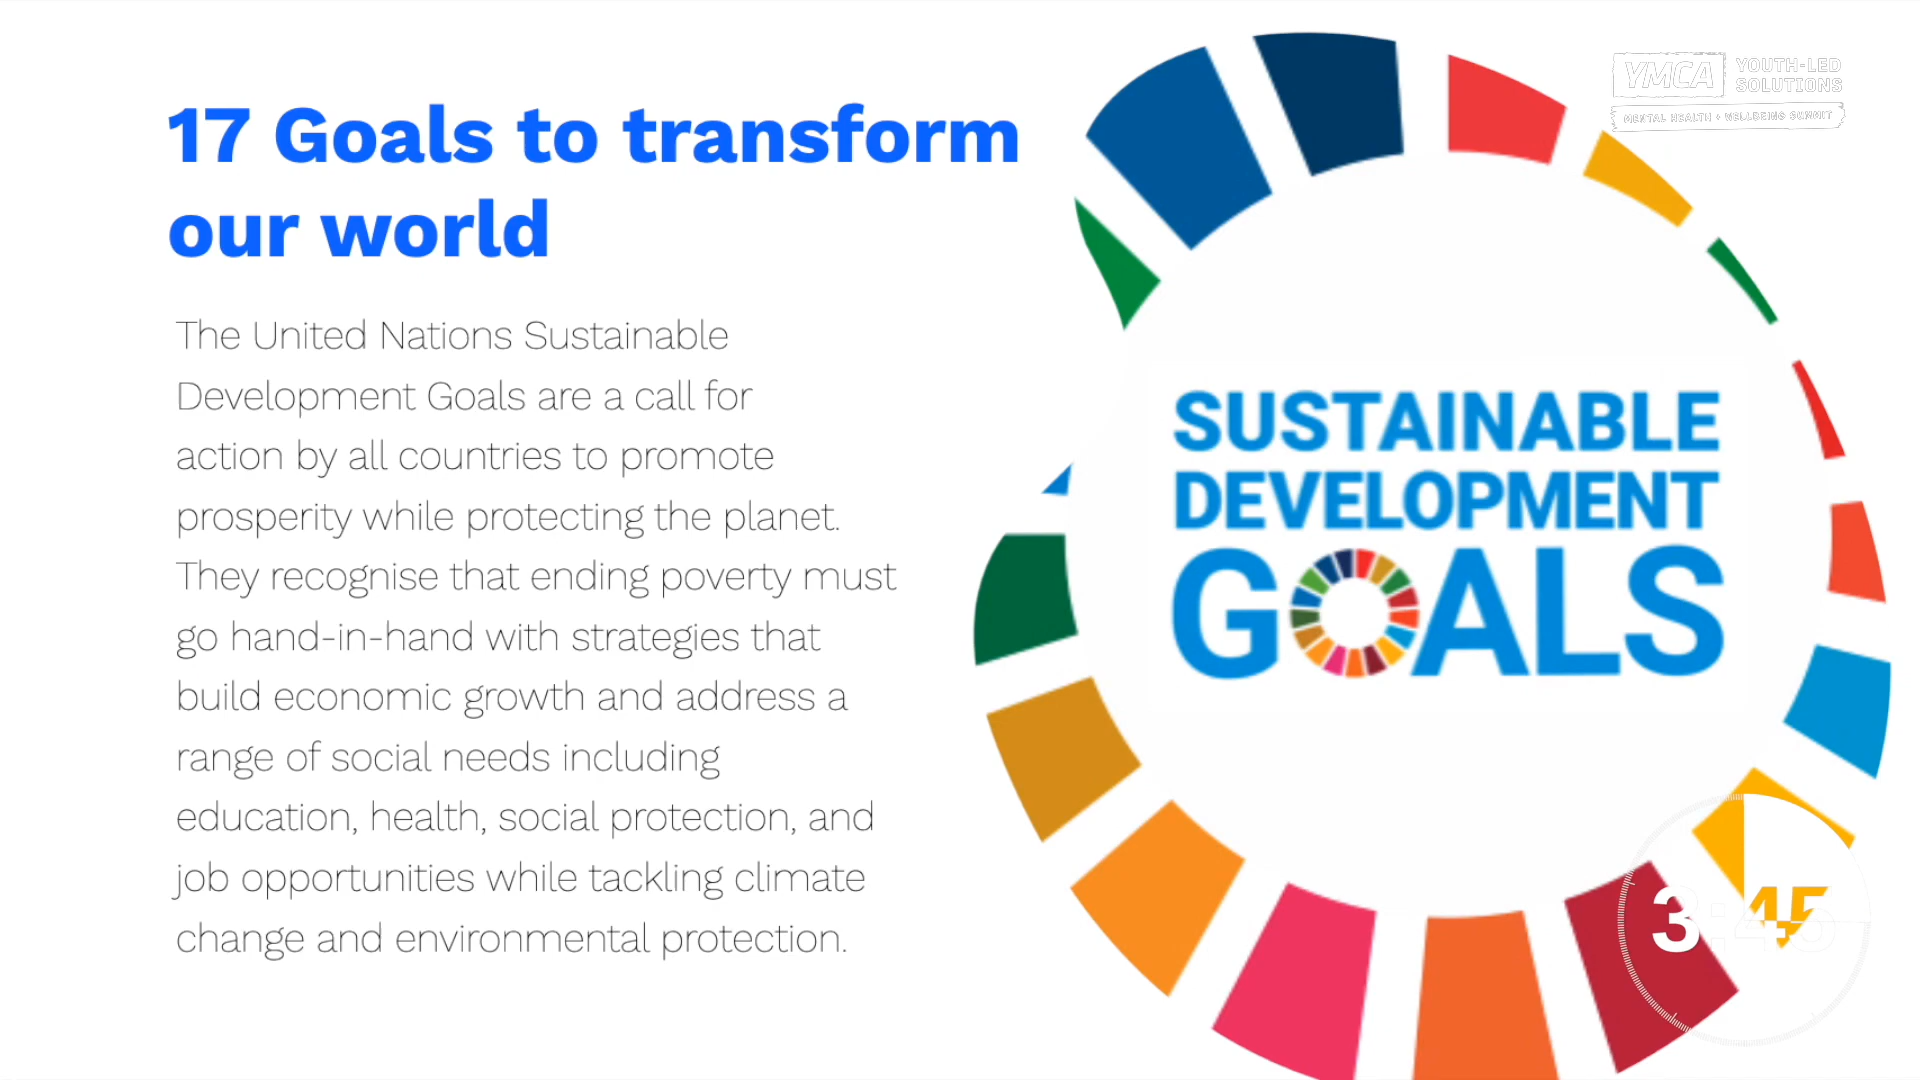 17 Goals to transform
our world
The United Nations Sustainable
Development Goals are a call for
action by all countries to promote
prosperity while protecting the planet.
They recognise that ending poverty must
go hand-in-hand with strategies that
build economic growth and address a
range of social needs including
education, health, social protection, and
job opportunities while tackling climate
change and environmental protection.
YMCA
YOUTH-LED
SOLUTIONS
MENTAL HEALTH + WELLBEING SUMMIT
SUSTAINABLE
DEVELOPMENT
GOALS
3:45